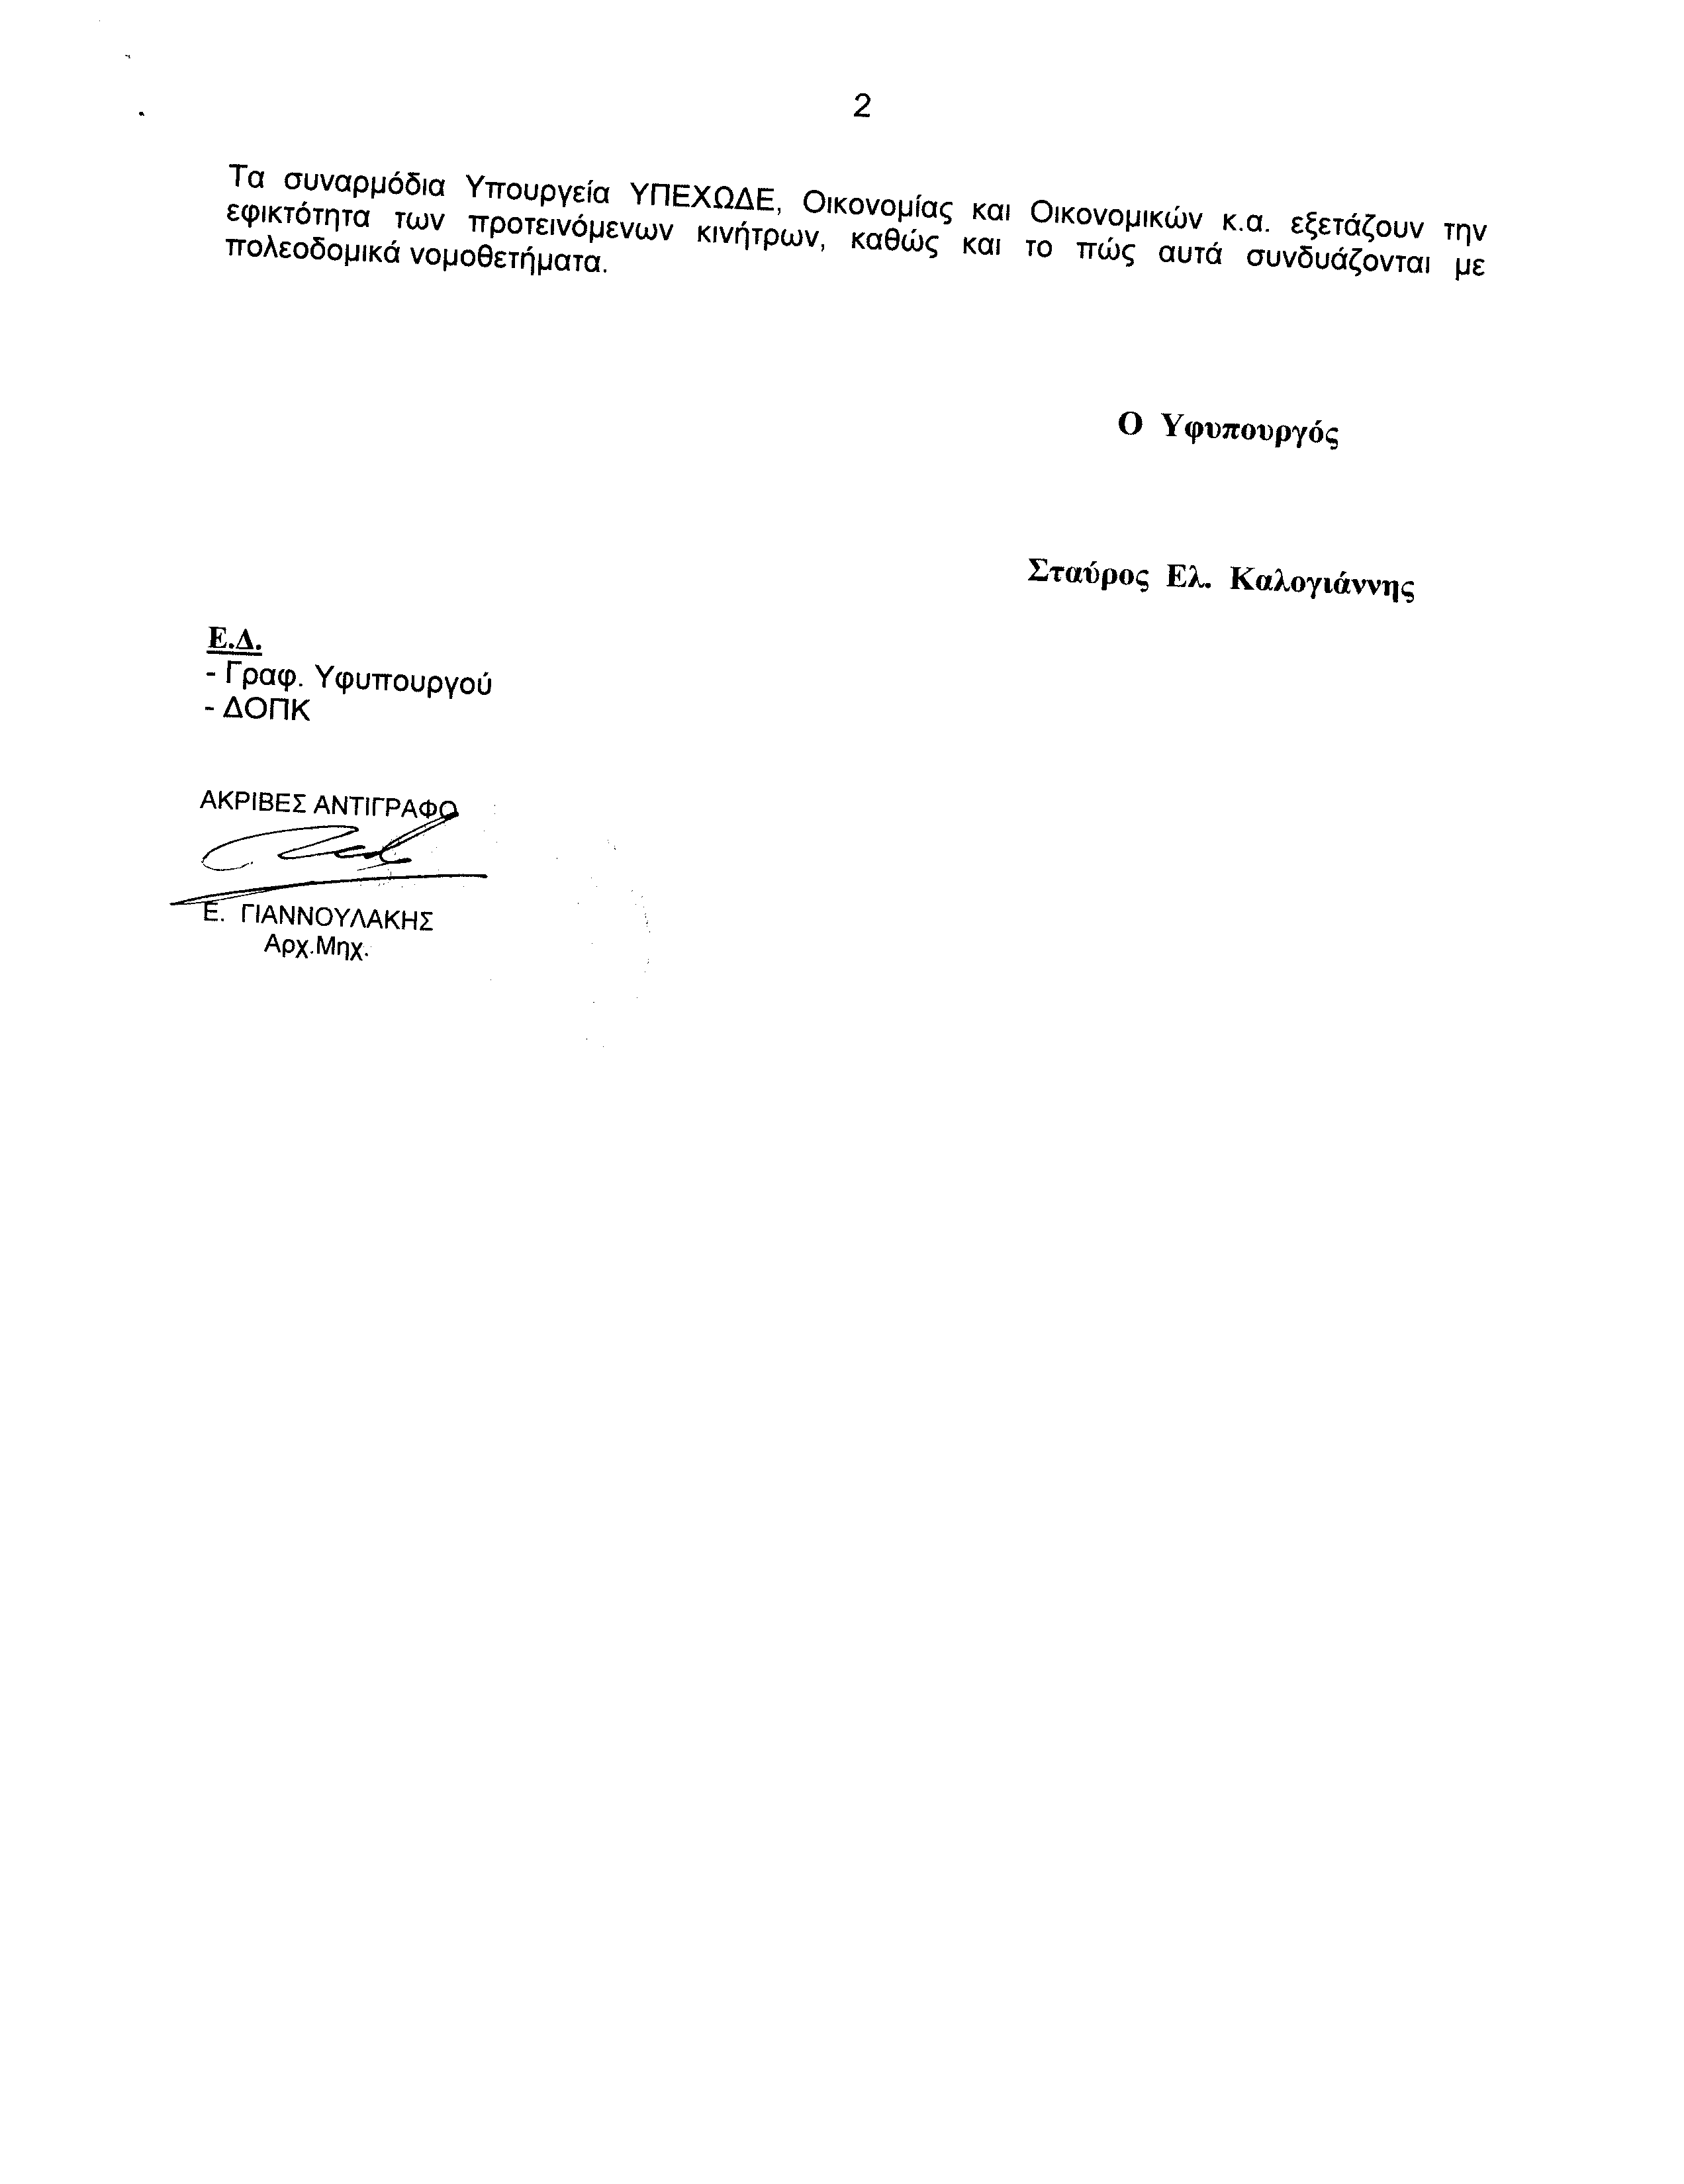 2
Τα συναρμόδια Υπουργεία ΥΠΕΧΩΔΕ, Οικονομίας και Οικονομικών κ.α. εξετάζουν την
εφικτότητα των προτεινόμενων κινήτρων, καθώς και το πώς αυτά συνδυάζονται με
πολεοδομικά νομοθετήματα.
Ο Υφυπουργός
Σταύρος Ελ. Καλογιάννης
Ε.Δ.
- Γραφ. Υφυπουργού
- ΔΟΠΚ
ΑΚΡΙΒΕΣ ΑΝΤΙΓΡΑΦΟ
Ε. ΓΙΑΝΝΟΥΛΑΚΗΣ
Αρχ.Μηχ.